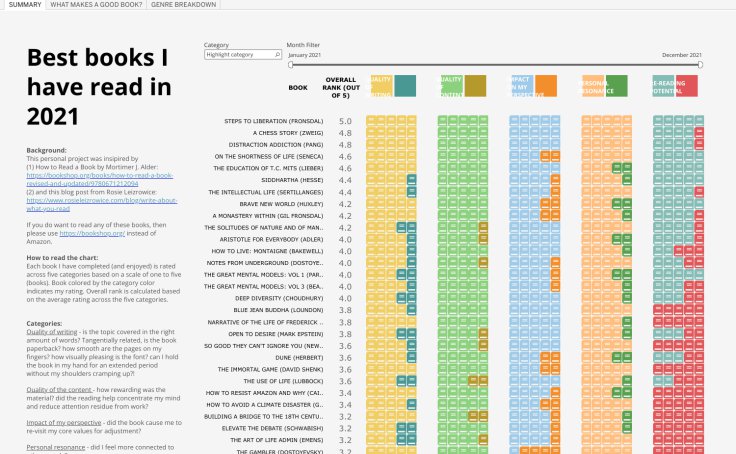 SUMMARY
WHAT MAKES A GOOD BOOK?
GENRE BREAKDOWN
Best books I
have read in
2021
Background:
This personal project was insipired by
(1) How to Read a Book by Mortimer J. Alder:
https://bookshop.org/books/how-to-read-a-book-
revised-and-updated/9780671212094
(2) and this blog post from Rosie Leizrowice:
https://www.rosieleizrowice.com/blog/write-about-
what-you-read
If you do want to read any of these books, then
please use https://bookshop.org/ instead of
Amazon.
How to read the chart:
Each book I have completed (and enjoyed) is rated
across five categories based on a scale of one to five
(books). Book colored by the category color
indicates my rating. Overall rank is calculated based
on the average rating across the five categories.
Categories:
Quality of writing - is the topic covered in the right
amount of words? Tangentially related, is the book
paperback? how smooth are the pages on my
fingers? how visually pleasing is the font? can I hold
the book in my hand for an extended period
without my shoulders cramping up?!
Quality of the content - how rewarding was the
material? did the reading help concentrate my mind
and reduce attention residue from work?
Impact of my perspective - did the book cause me to
re-visit my core values for adjustment?
Personal resonance - did I feel more connected to
Category
Highlight category
Month Filter
January 2021
December 2021
BOOK
OVERALL
RANK (OUT
OF 5)
QUALITY
OF
WRITING
QUALITY
OF
CONTENT
IMPACT
ON MY
PERSPECTIVE
PERSONAL
RESONANCE
RE-READING
POTENTIAL
STEPS TO LIBERATION (FRONSDAL) 5.0
A CHESS STORY (ZWEIG) 4.8
DISTRACTION ADDICTION (PANG) 4.8
ON THE SHORTNESS OF LIFE (SENECA) 4.6
THE EDUCATION OF T.C. MITS (LIEBER) 4.6
SIDDHARTHA (HESSE) 4.4
THE INTELLECTUAL LIFE (SERTILLANGES) 4.4
BRAVE NEW WORLD (HUXLEY) 4.2
A MONASTERY WITHIN (GIL FRONSDAL) 4.2
THE SOLITUDES OF NATURE AND OF MAN.. 4.2
ARISTOTLE FOR EVERYBODY (ADLER) 4.0
HOW TO LIVE: MONTAIGNE (BAKEWELL) 4.0
NOTES FROM UNDERGROUND (DOSTOYE.. 4.0
THE GREAT MENTAL MODELS: VOL 1 (PAR.. 4.0
THE GREAT MENTAL MODELS: VOL 3 (BEA.. 4.0
DEEP DIVERSITY (CHOUDHURY) 4.0
BLUE JEAN BUDDHA (LOUNDON) 3.8
NARRATIVE OF THE LIFE OF FREDERICK .. 3.8
OPEN TO DESIRE (MARK EPSTEIN) 3.8
SO GOOD THEY CAN'T IGNORE YOU (NEW.. 3.6
DUNE (HERBERT) 3.6
THE IMMORTAL GAME (DAVID SHENK) 3.6
THE USE OF LIFE (LUBBOCK) 3.6
HOW TO RESIST AMAZON AND WHY (CAI.. 3.4
HOW TO AVOID A CLIMATE DISASTER (G.. 3.4
BUILDING A BRIDGE TO THE 18TH CENTU.. 3.2
ELEVATE THE DEBATE (SCHWABISH) 3.2
THE ART OF LIFE ADMIN (EMENS) 3.2
THE GAMBLER (DOSTOYEVSKY) 3.2